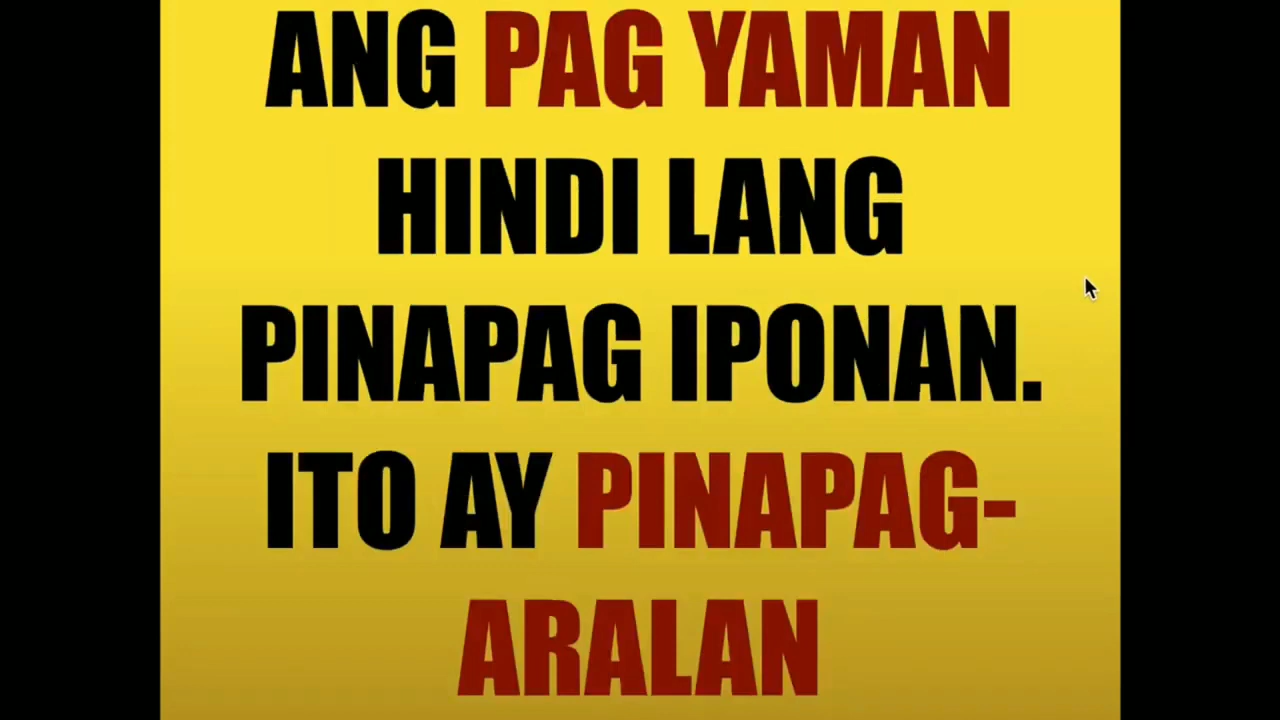 ANG PAG YAMAN
HINDI LANG
PINAPAG IPONAN.
ITO AY PINAPAG-
ARALAN